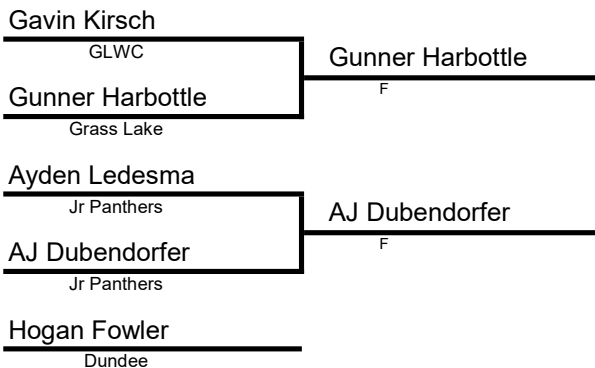 Gavin Kirsch
GLWC
Gunner Harbottle
F
Gunner Harbottle
Grass Lake
Ayden Ledesma
Jr Panthers
AJ Dubendorfer
F
AJ Dubendorfer
Jr Panthers
Hogan Fowler
Dundee